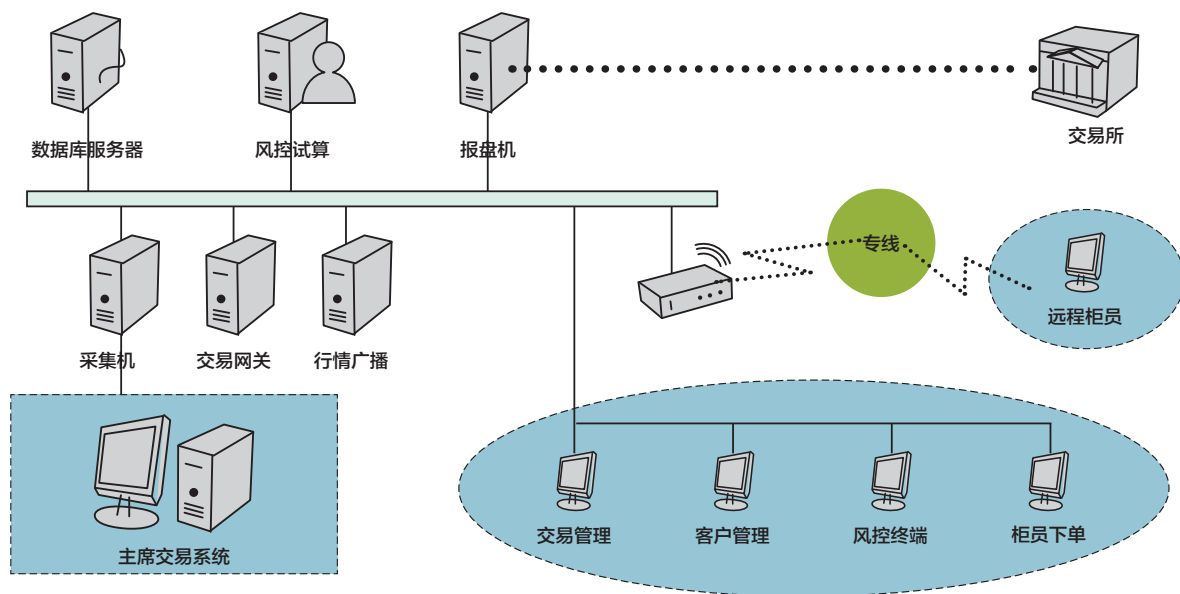 数据库服务器
风控试算
报盘机
交易所
专线
远程柜员
采集机
交易网关
行情广播
主席交易系统
交易管理
客户管理
风控终端
柜员下单